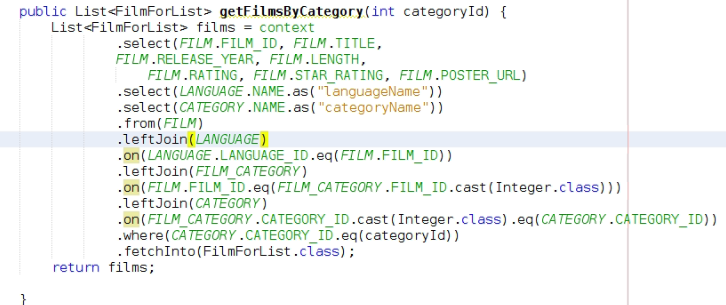 public List<FilmForList> getFilmsByCategory(int categoryId) {
List<FilmForList> films = context
.select(FILM.FILM_ID, FILM.TITLE,
FILM.RELEASE_YEAR, FILM.LENGTH,
FILM.RATING, FILM.STAR_RATING, FILM.POSTER_URL)
.select(LANGUAGE.NAME.as("languageName"))
.select(CATEGORY.NAME.as("categoryName"))
.from(FILM)
.leftJoin(LANGUAGE)
.on(LANGUAGE.LANGUAGE_ID.eq(FILM.FILM_ID))
.leftJoin(FILM_CATEGORY)
.on(FILM.FILM_ID.eq(FILM_CATEGORY.FILM_ID.cast(Integer.class)))
.leftJoin(CATEGORY)
.on(FILM_CATEGORY.CATEGORY_ID.cast(Integer.class).eq(CATEGORY.CATEGORY_ID))
.where(CATEGORY.CATEGORY_ID.eq(categoryId))
.fetchInto(FilmForList.class);
return films;
}